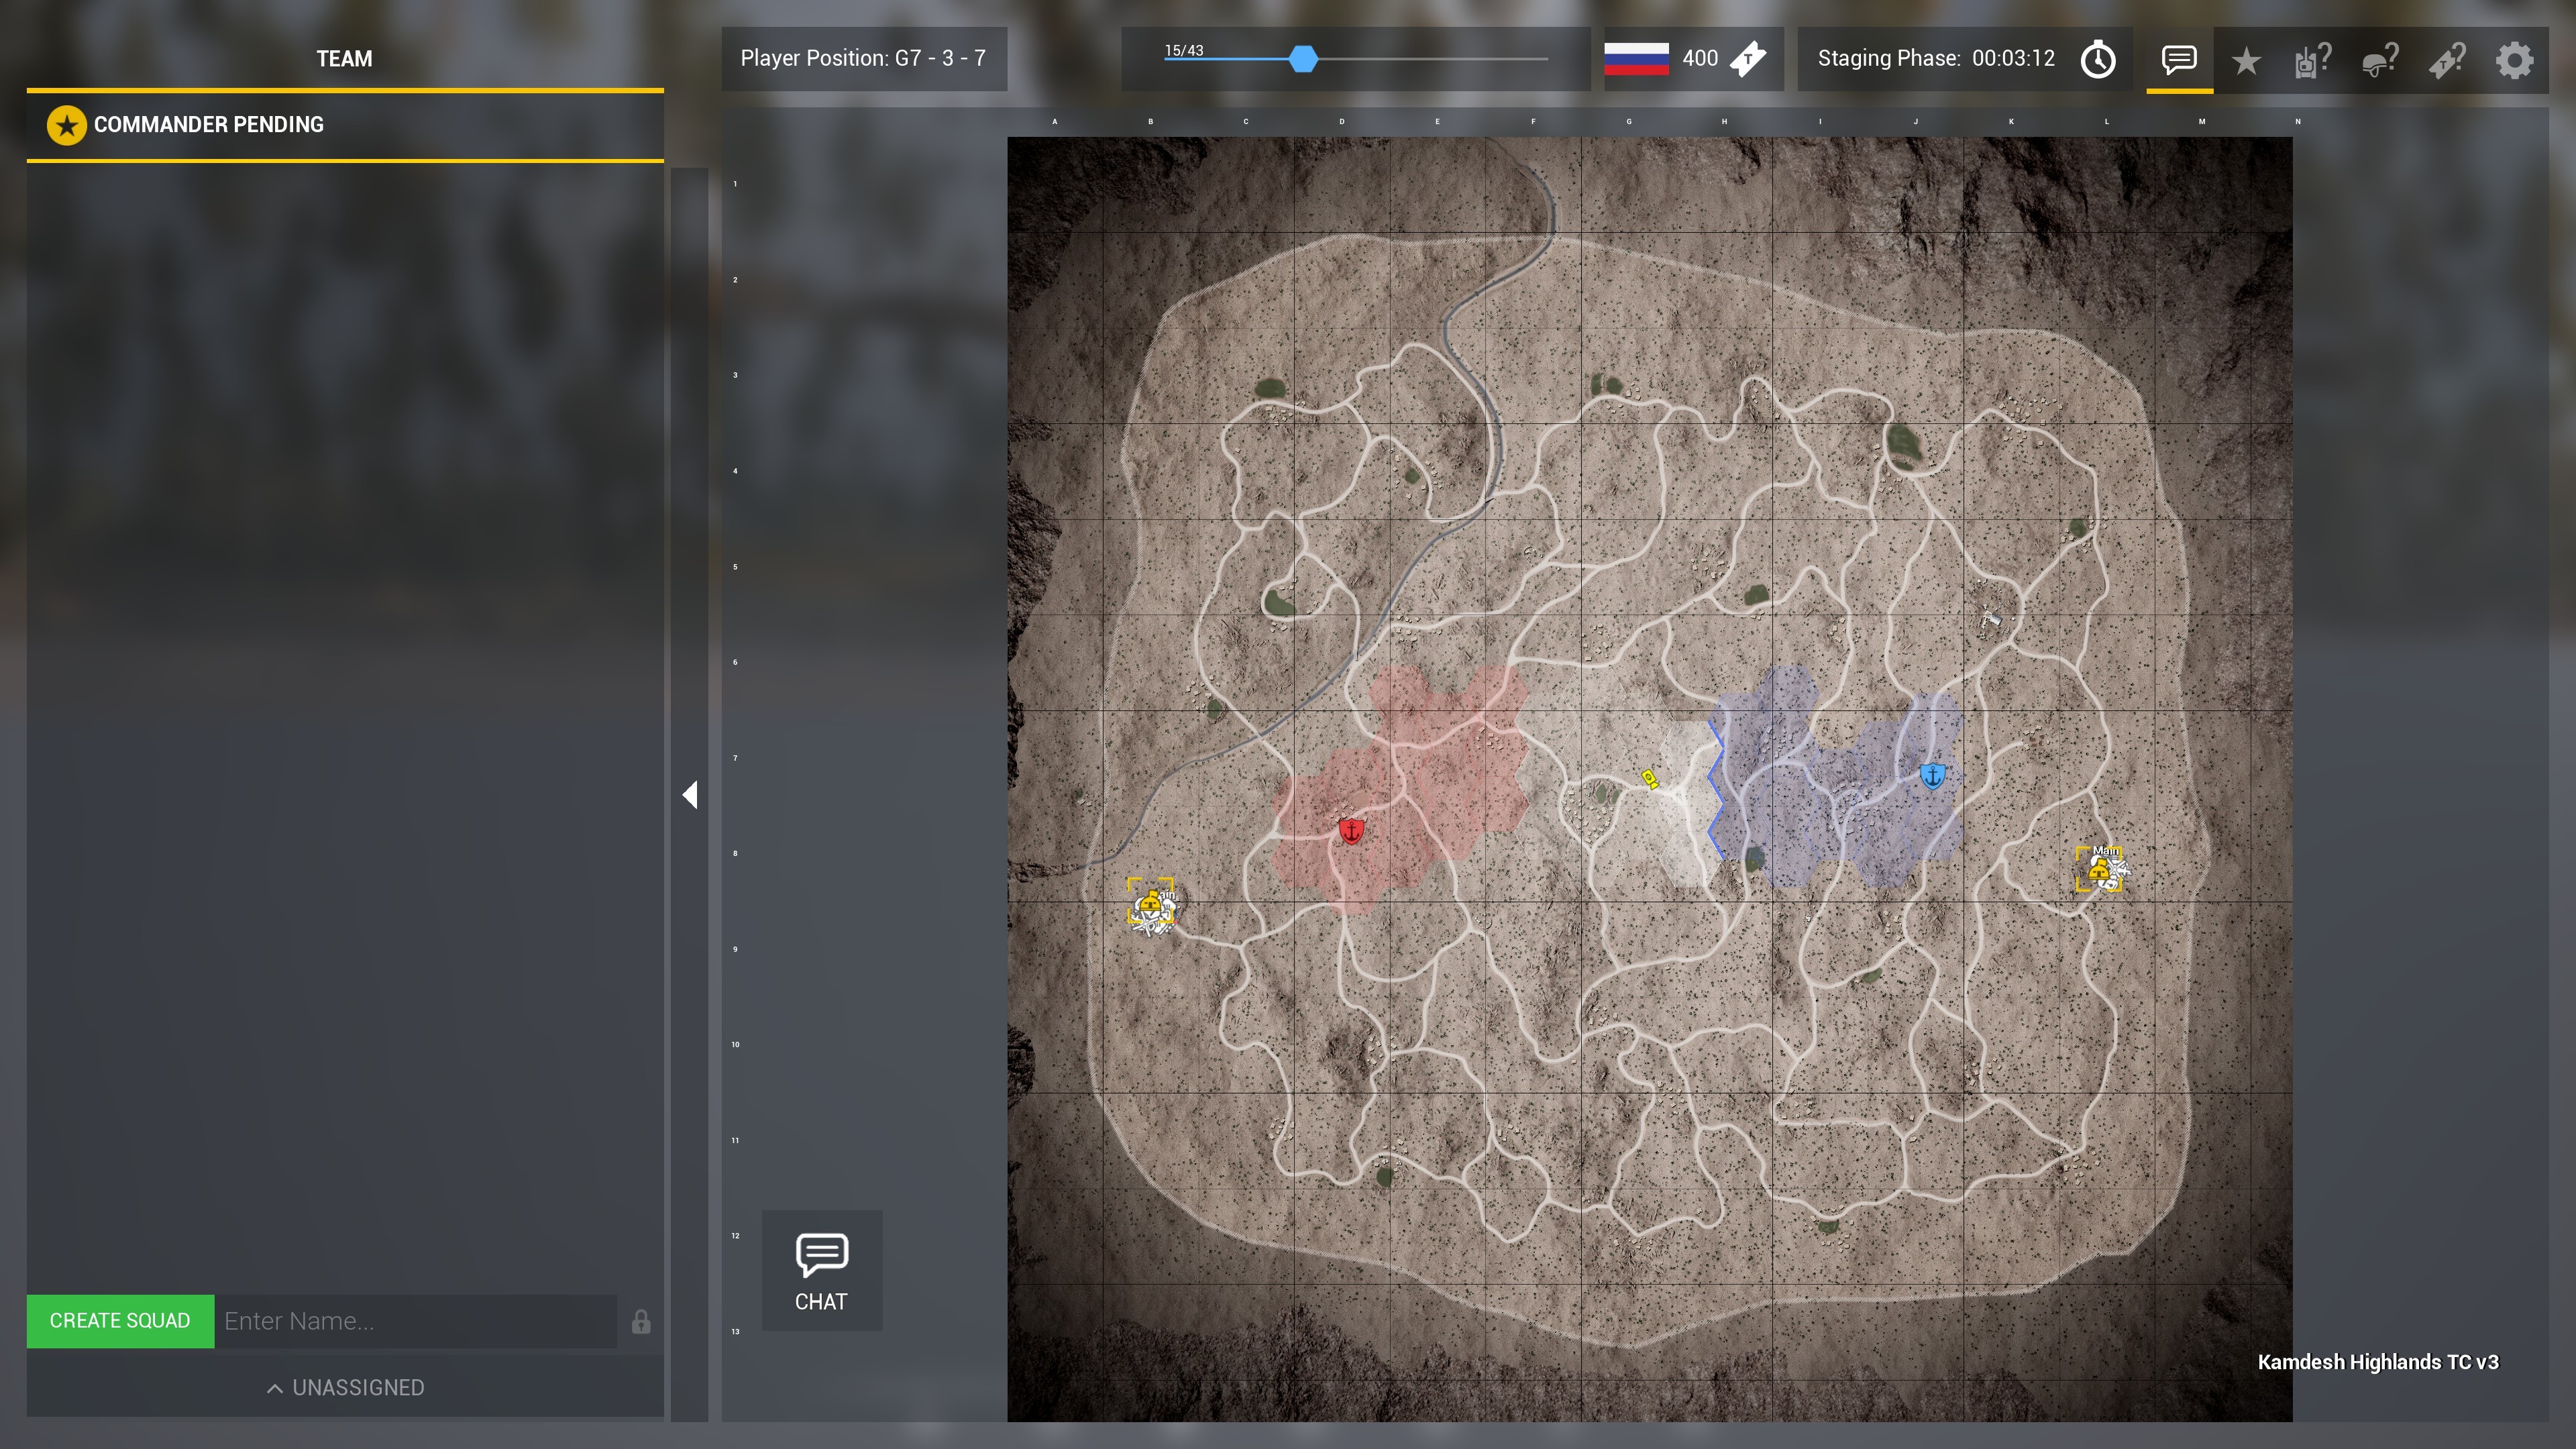 TEAM
COMMANDER PENDING
Player Position: G7 - 3 - 7
15/43
400
Staging Phase: 00:03:12
A B C D E F G H I J K L M N
1
2
3
4
5
6
7
8
9
10
11
12
13
Main
CHAT
CREATE SQUAD
Enter Name...
UNASSIGNED
Kamdesh Highlands TC v3